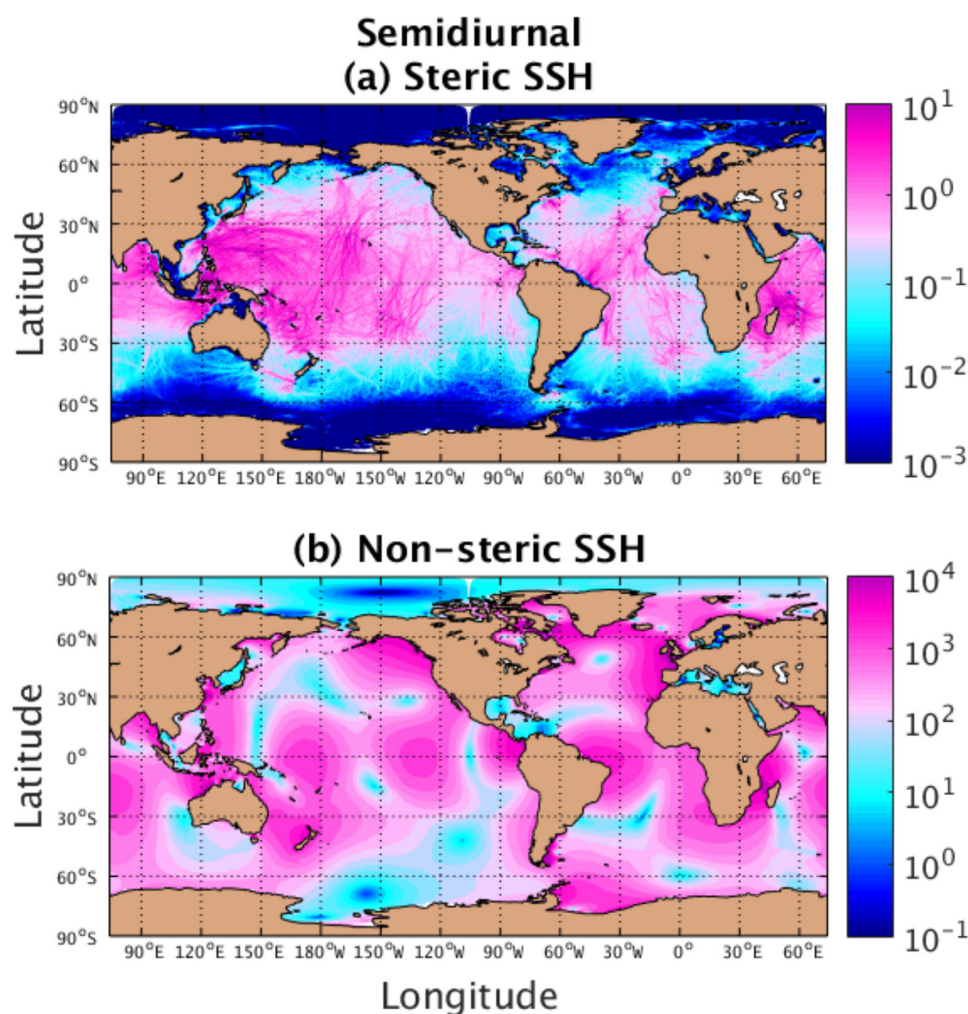 Semidiurnal
(a) Steric SSH
90°N
60°N
30°N
0°
30°S
60°S
90°S
Latitude
90°E 120°E 150°E 180°W 150°W 120°W 90°W 60°W 30°W 0° 30°E 60°E
10¹
10⁰
10⁻¹
10⁻²
10⁻³
(b) Non-steric SSH
90°N
60°N
30°N
0°
30°S
60°S
90°S
Latitude
90°E 120°E 150°E 180°W 150°W 120°W 90°W 60°W 30°W 0° 30°E 60°E
10⁴
10³
10²
10¹
10⁰
10⁻¹
Longitude